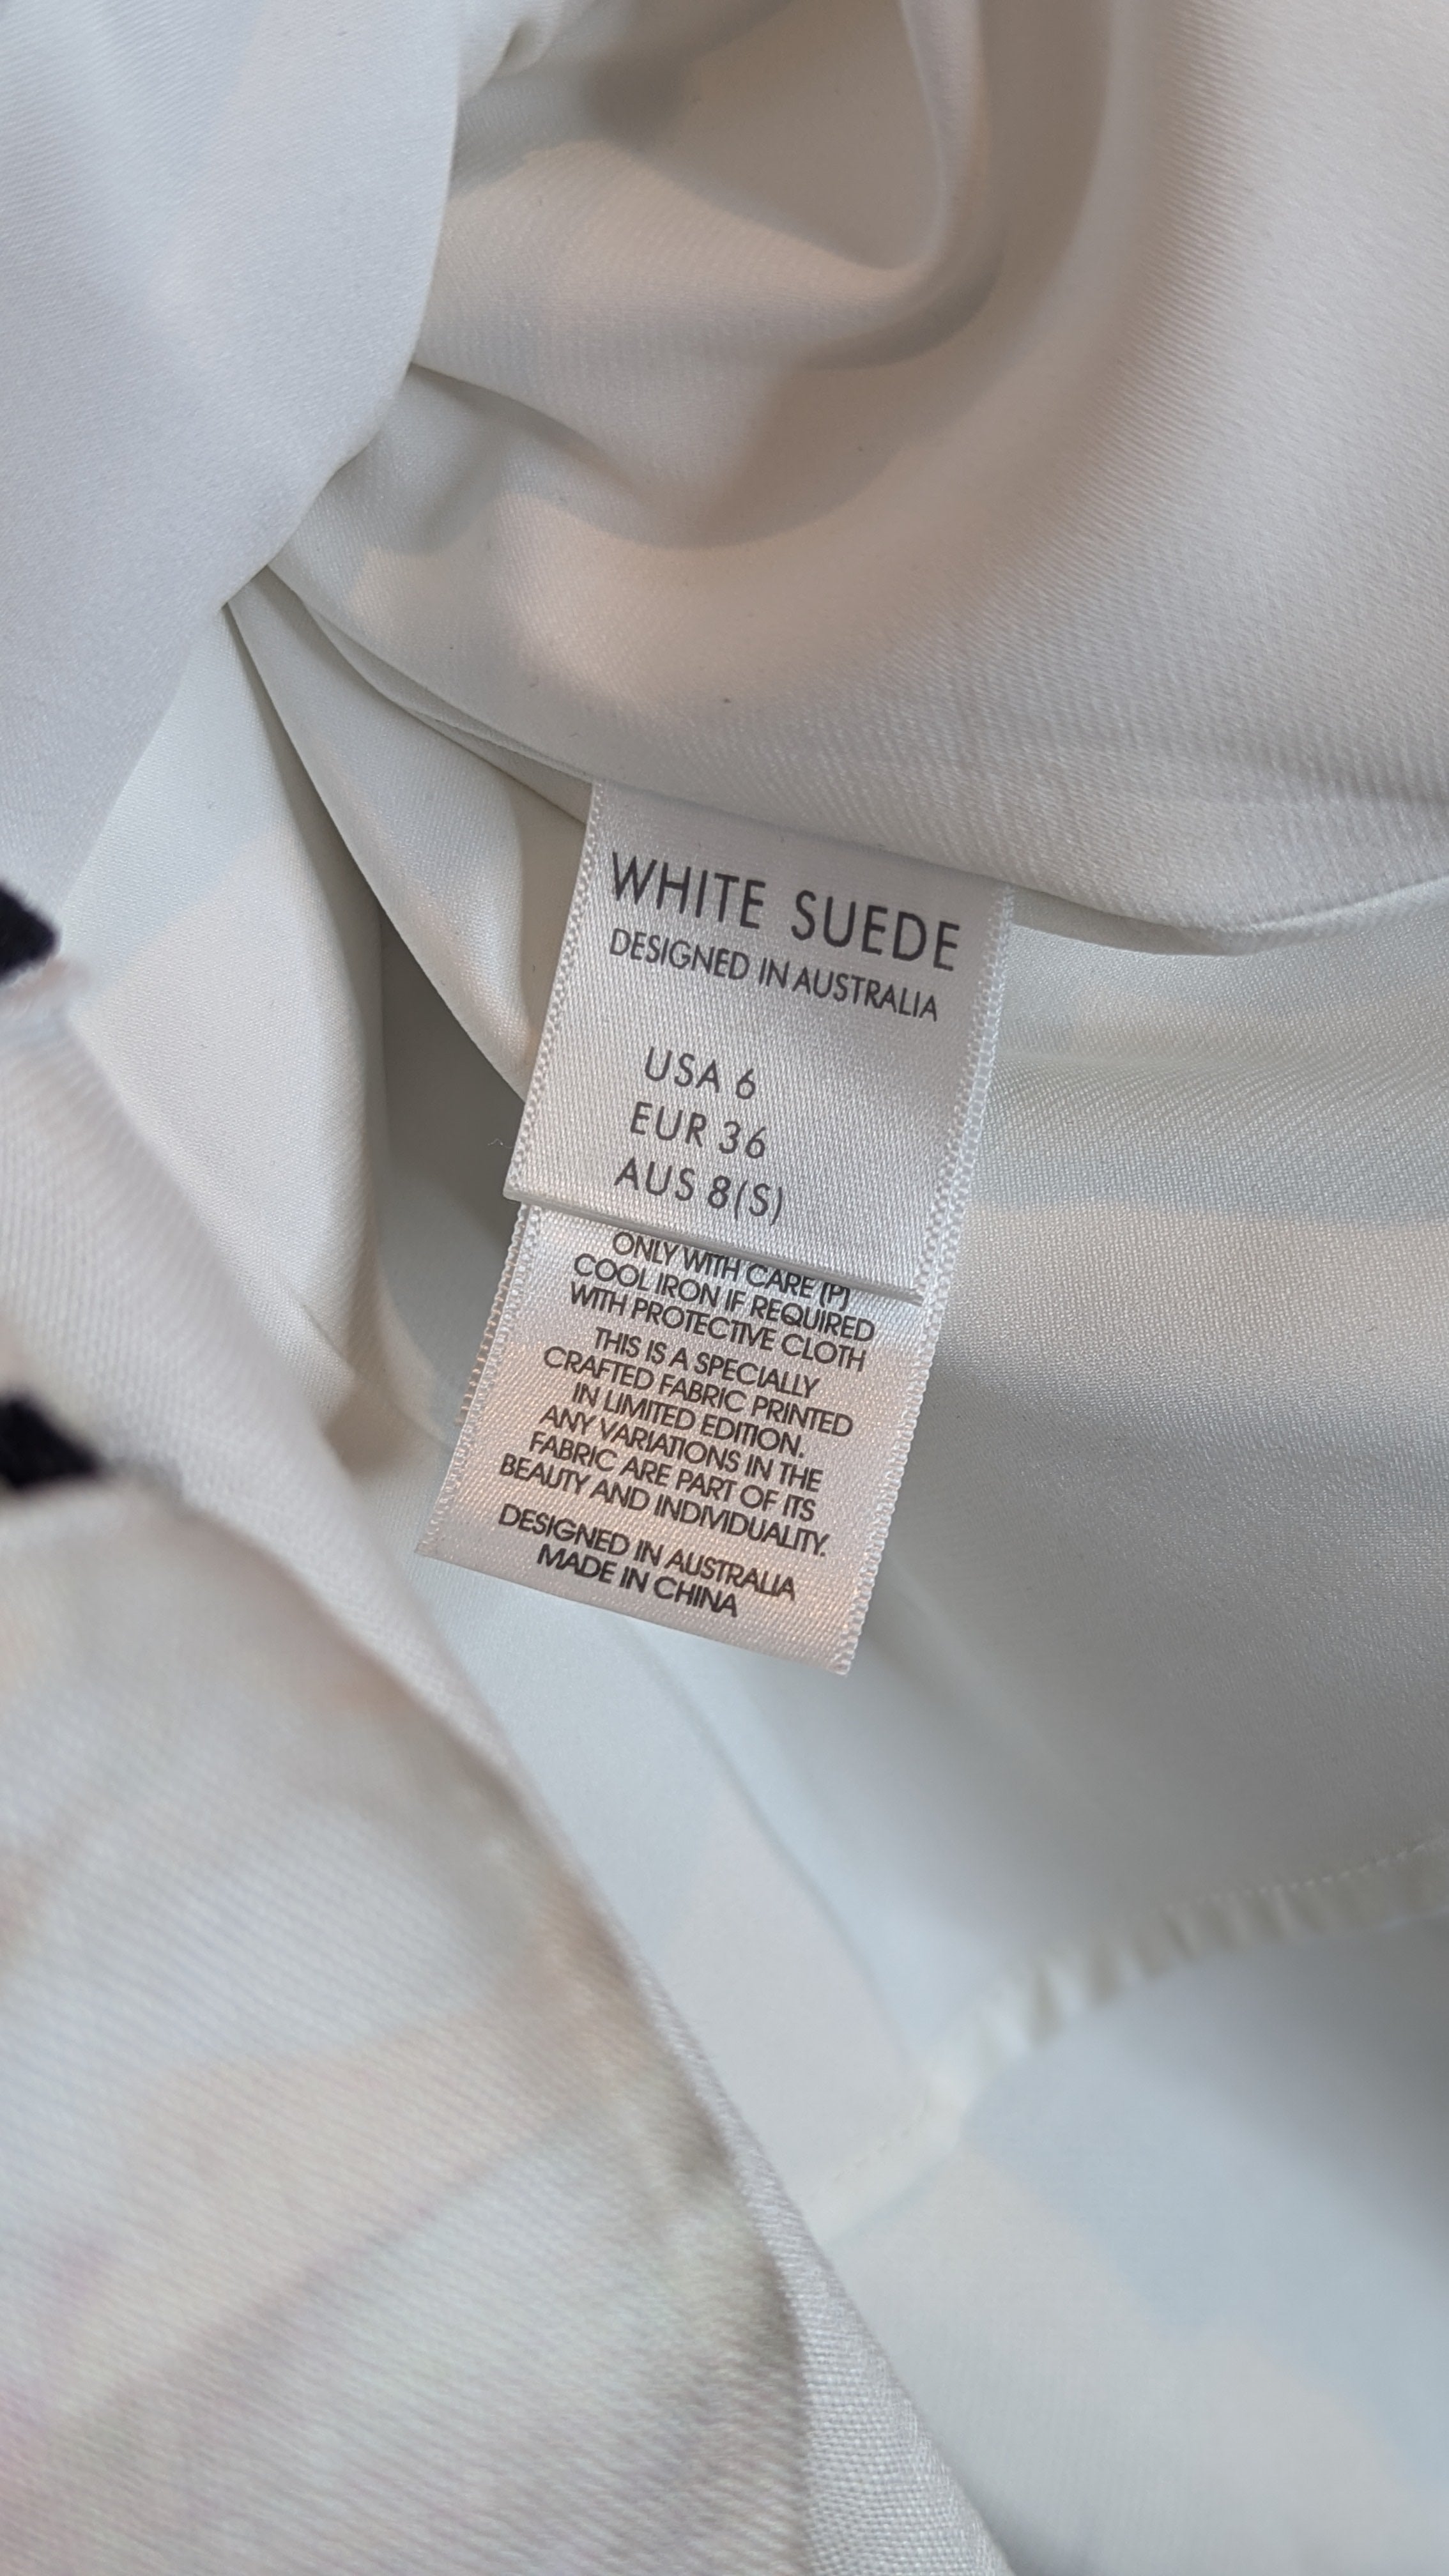 WHITE SUEDE
DESIGNED IN AUSTRALIA
USA 6
EUR 36
AUS 8(S)
ONLY WITH CARE (P)
COOL IRON IF REQUIRED
WITH PROTECTIVE CLOTH
THIS IS A SPECIALLY
CRAFTED FABRIC PRINTED
IN LIMITED EDITION.
ANY VARIATIONS IN THE
FABRIC ARE PART OF ITS
BEAUTY AND INDIVIDUALITY.
DESIGNED IN AUSTRALIA
MADE IN CHINA